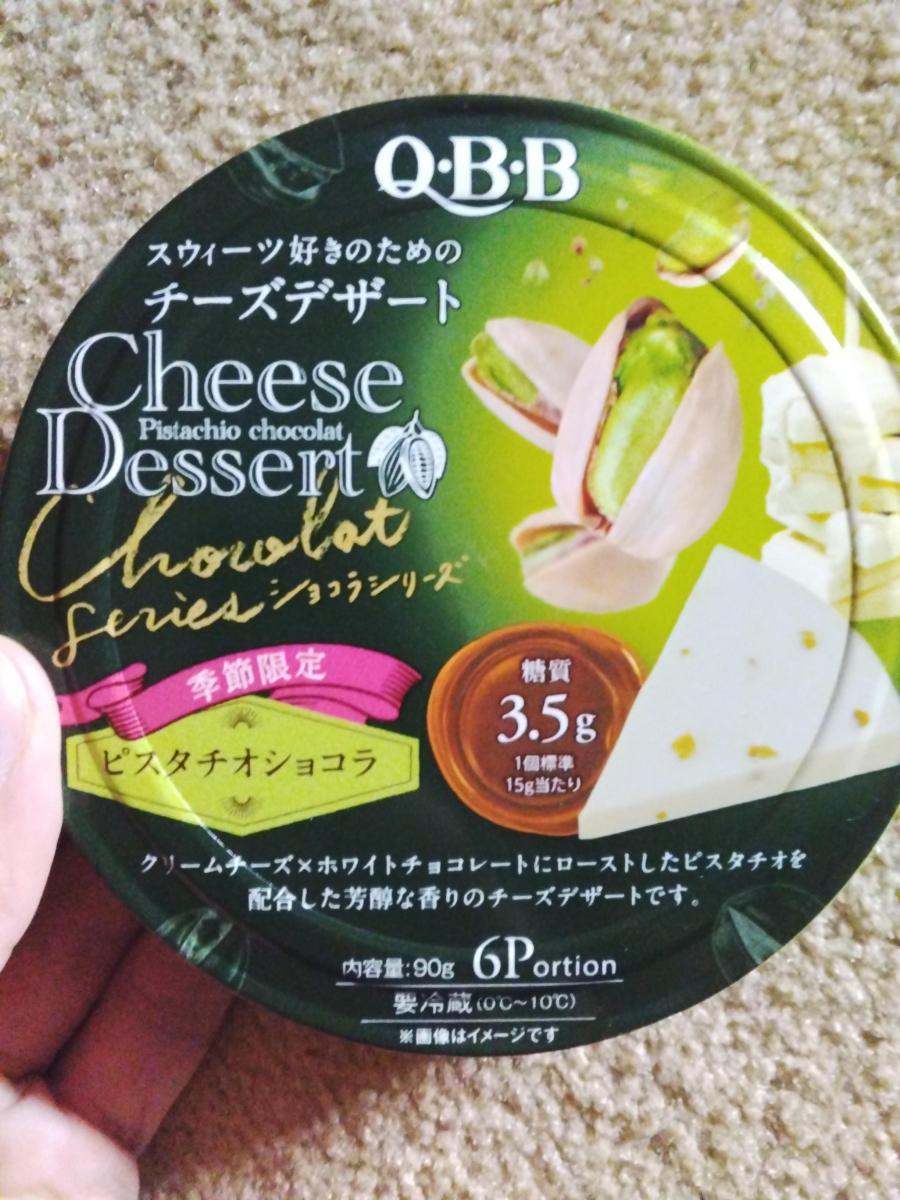 Q・B・B
スウィーツ好きのための
チーズデザート
Cheese
Pistachio chocolat
Dessert
Chocolat
series ショコラシリーズ
季節限定
ピスタチオショコラ
糖質
3.5g
1個標準
15g当たり
クリームチーズ×ホワイトチョコレートにローストしたピスタチオを
配合した芳醇な香りのチーズデザートです。
内容量:90g 6Portion
要冷蔵(0℃~10℃)
※画像はイメージです